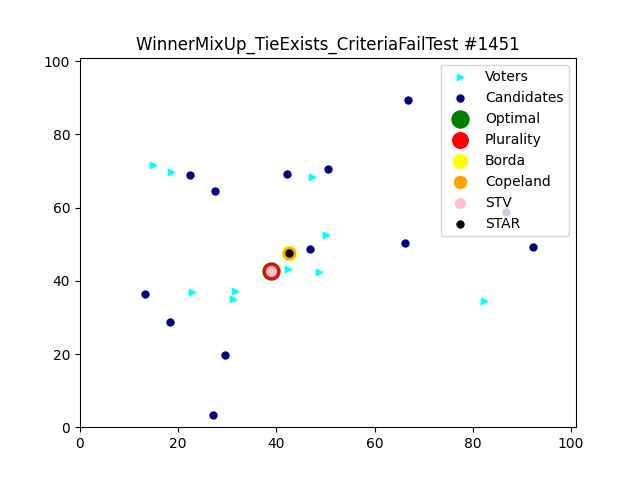 WinnerMixUp_TieExists_CriteriaFailTest #1451
100
80
60
40
20
0
0 20 40 60 80 100
Voters
Candidates
Optimal
Plurality
Borda
Copeland
STV
STAR